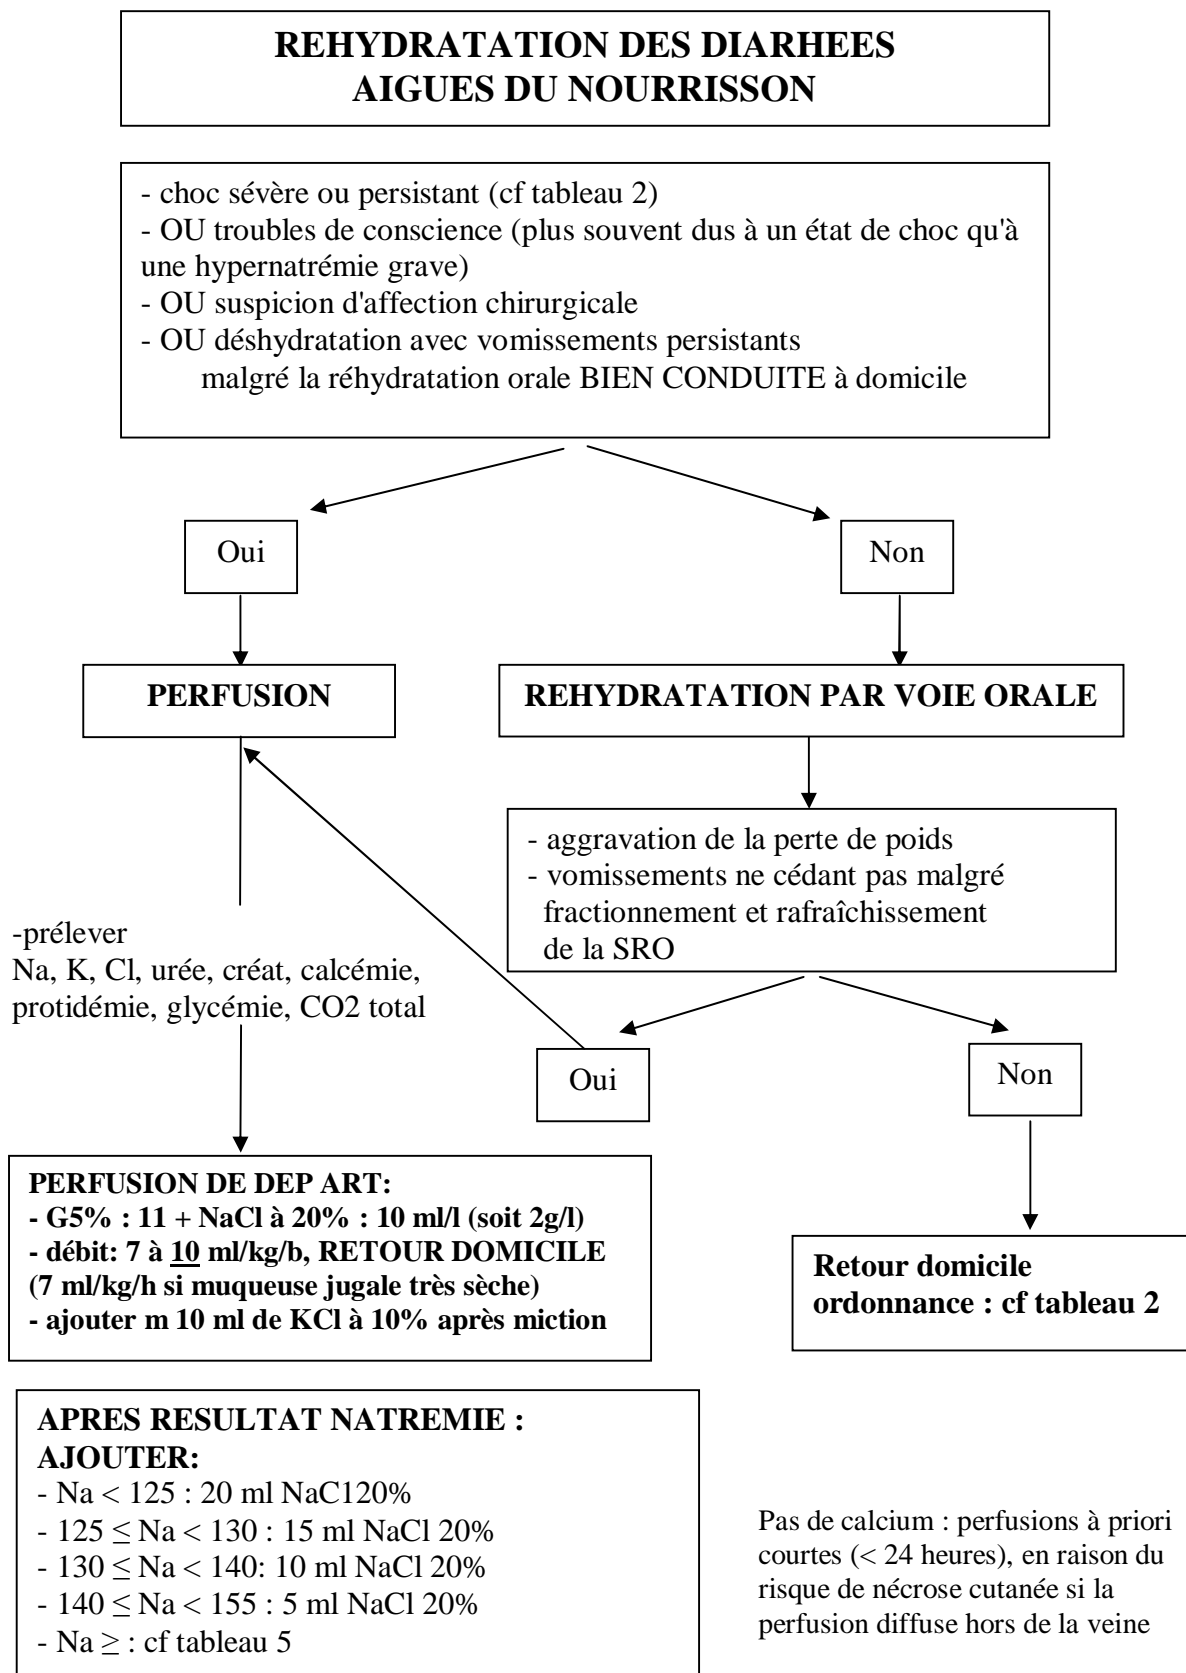 REHYDRATATION DES DIARHEES
AIGUES DU NOURRISSON
- choc sévère ou persistant (cf tableau 2)
- OU troubles de conscience (plus souvent dus à un état de choc qu'à
une hypernatrémie grave)
- OU suspicion d'affection chirurgicale
- OU déshydratation avec vomissements persistants
malgré la réhydratation orale BIEN CONDUITE à domicile
Oui
Non
PERFUSION
REHYDRATATION PAR VOIE ORALE
- aggravation de la perte de poids
- vomissements ne cédant pas malgré
fractionnement et rafraîchissement
de la SRO
-prélever
Na, K, Cl, urée, créat, calcémie,
protidémie, glycémie, CO2 total
Oui
Non
PERFUSION DE DEP ART:
- G5% : 11 + NaCl à 20% : 10 ml/l (soit 2g/l)
- débit: 7 à 10 ml/kg/b, RETOUR DOMICILE
(7 ml/kg/h si muqueuse jugale très sèche)
- ajouter m 10 ml de KCl à 10% après miction
Retour domicile
ordonnance : cf tableau 2
APRES RESULTAT NATREMIE :
AJOUTER:
- Na < 125 : 20 ml NaC120%
- 125 ≤ Na < 130 : 15 ml NaCl 20%
- 130 ≤ Na < 140: 10 ml NaCl 20%
- 140 ≤ Na < 155 : 5 ml NaCl 20%
- Na ≥ : cf tableau 5
Pas de calcium : perfusions à priori
courtes (< 24 heures), en raison du
risque de nécrose cutanée si la
perfusion diffuse hors de la veine